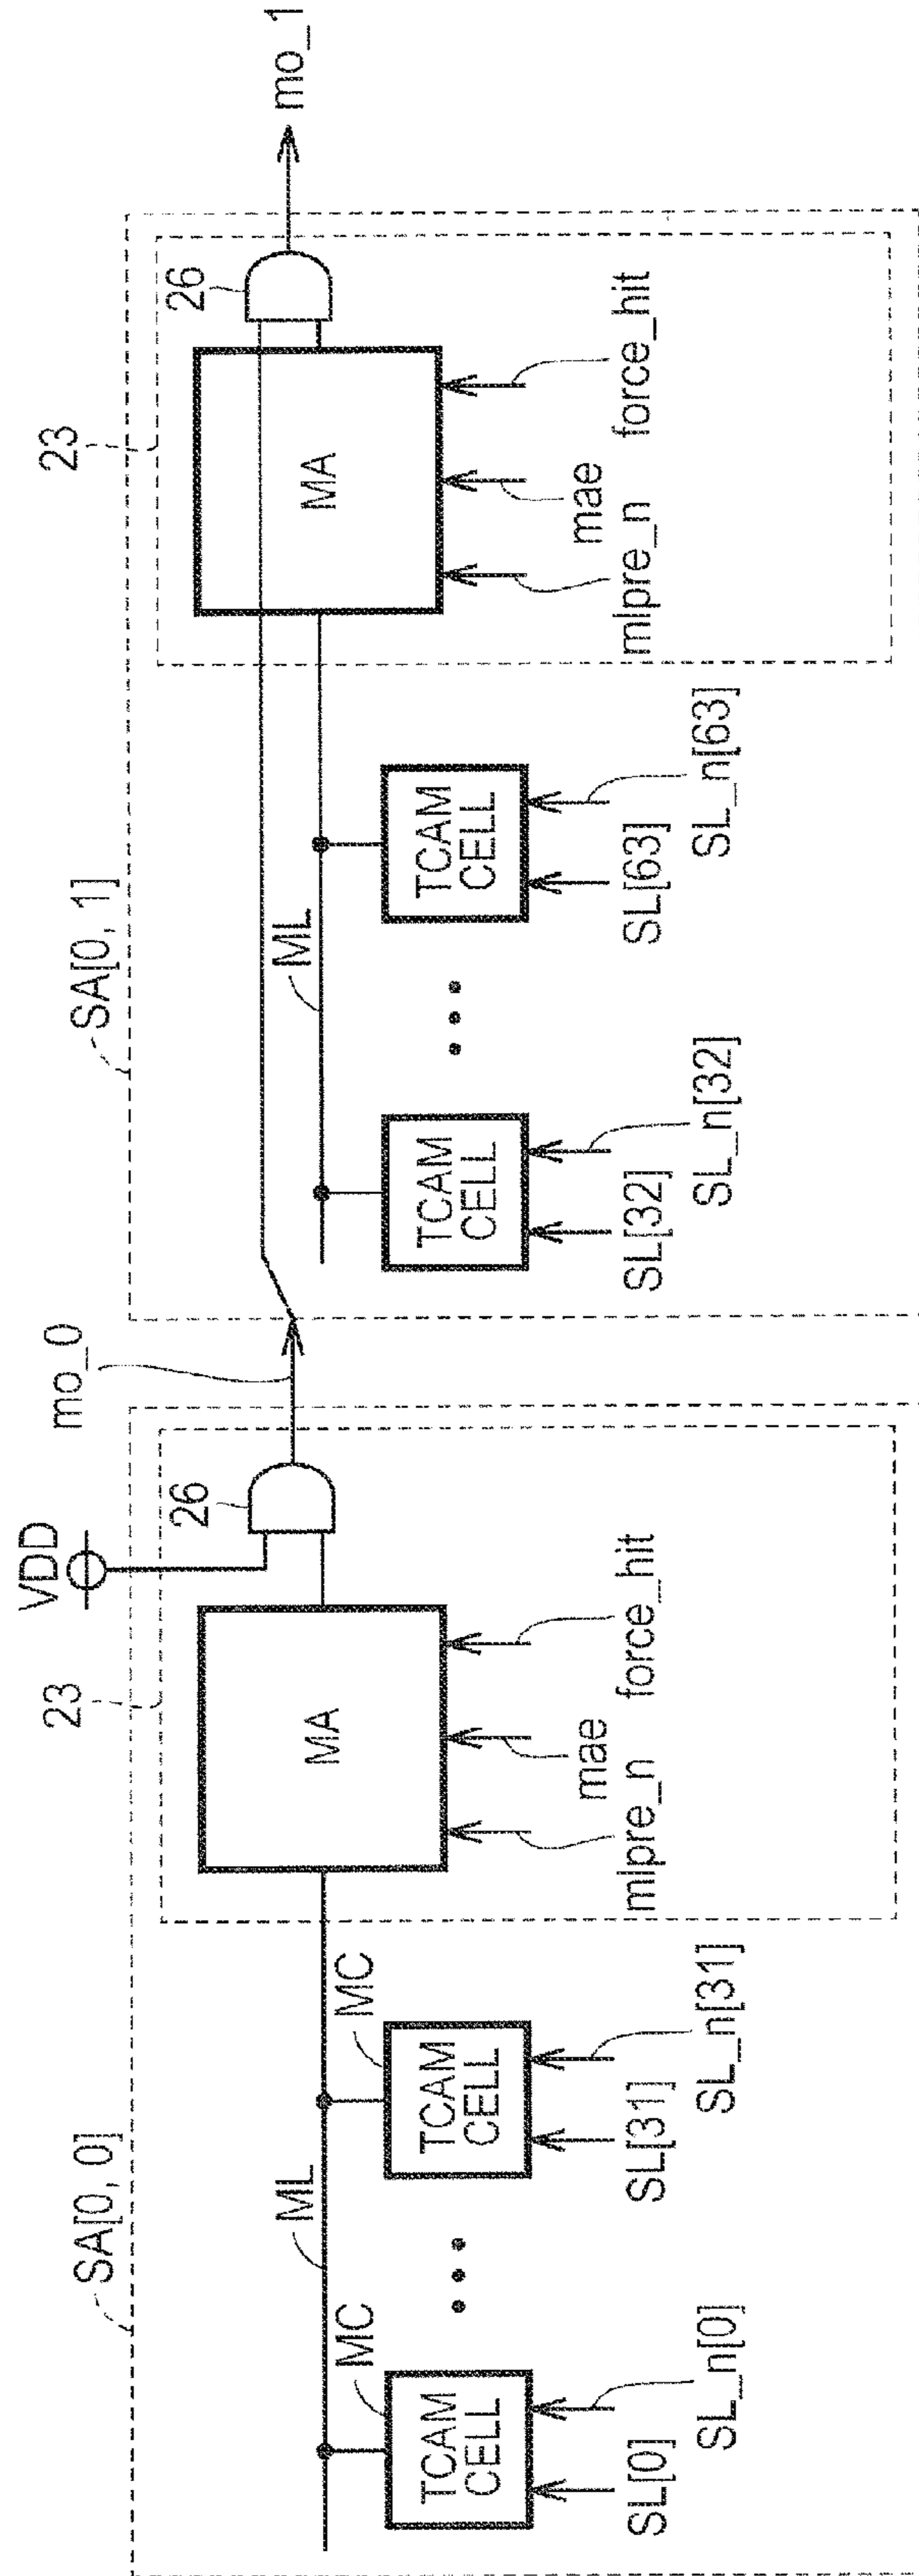 SA[0, 0]
23
VDD
26
mo_0
ML
MC
MC
MA
TCAM
CELL
TCAM
CELL
SL[0]
SL_n[0]
SL[31]
SL_n[31]
mlpre_n
mae
force_hit
SA[0, 1]
23
26
mo_1
ML
MA
TCAM
CELL
TCAM
CELL
SL[32]
SL_n[32]
SL[63]
SL_n[63]
mlpre_n
mae
force_hit